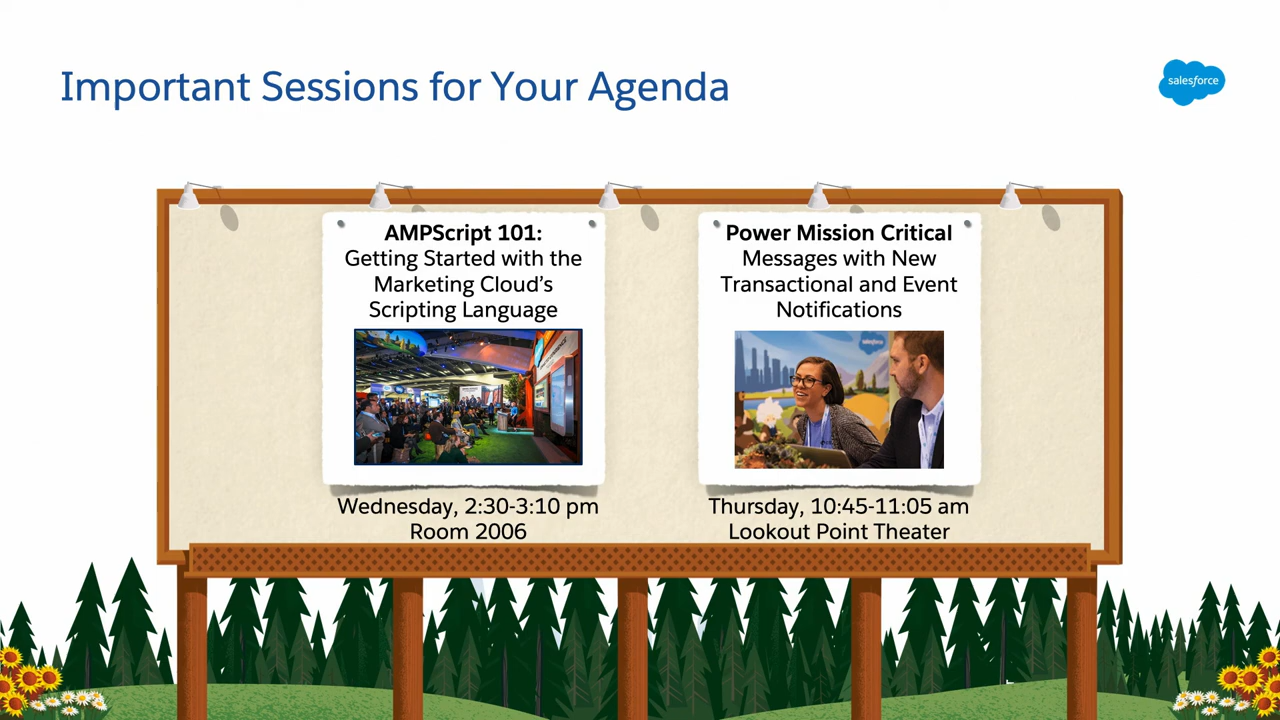 Important Sessions for Your Agenda
salesforce
AMPScript 101:
Getting Started with the
Marketing Cloud’s
Scripting Language
Wednesday, 2:30-3:10 pm
Room 2006
Power Mission Critical
Messages with New
Transactional and Event
Notifications
salesforce
Thursday, 10:45-11:05 am
Lookout Point Theater